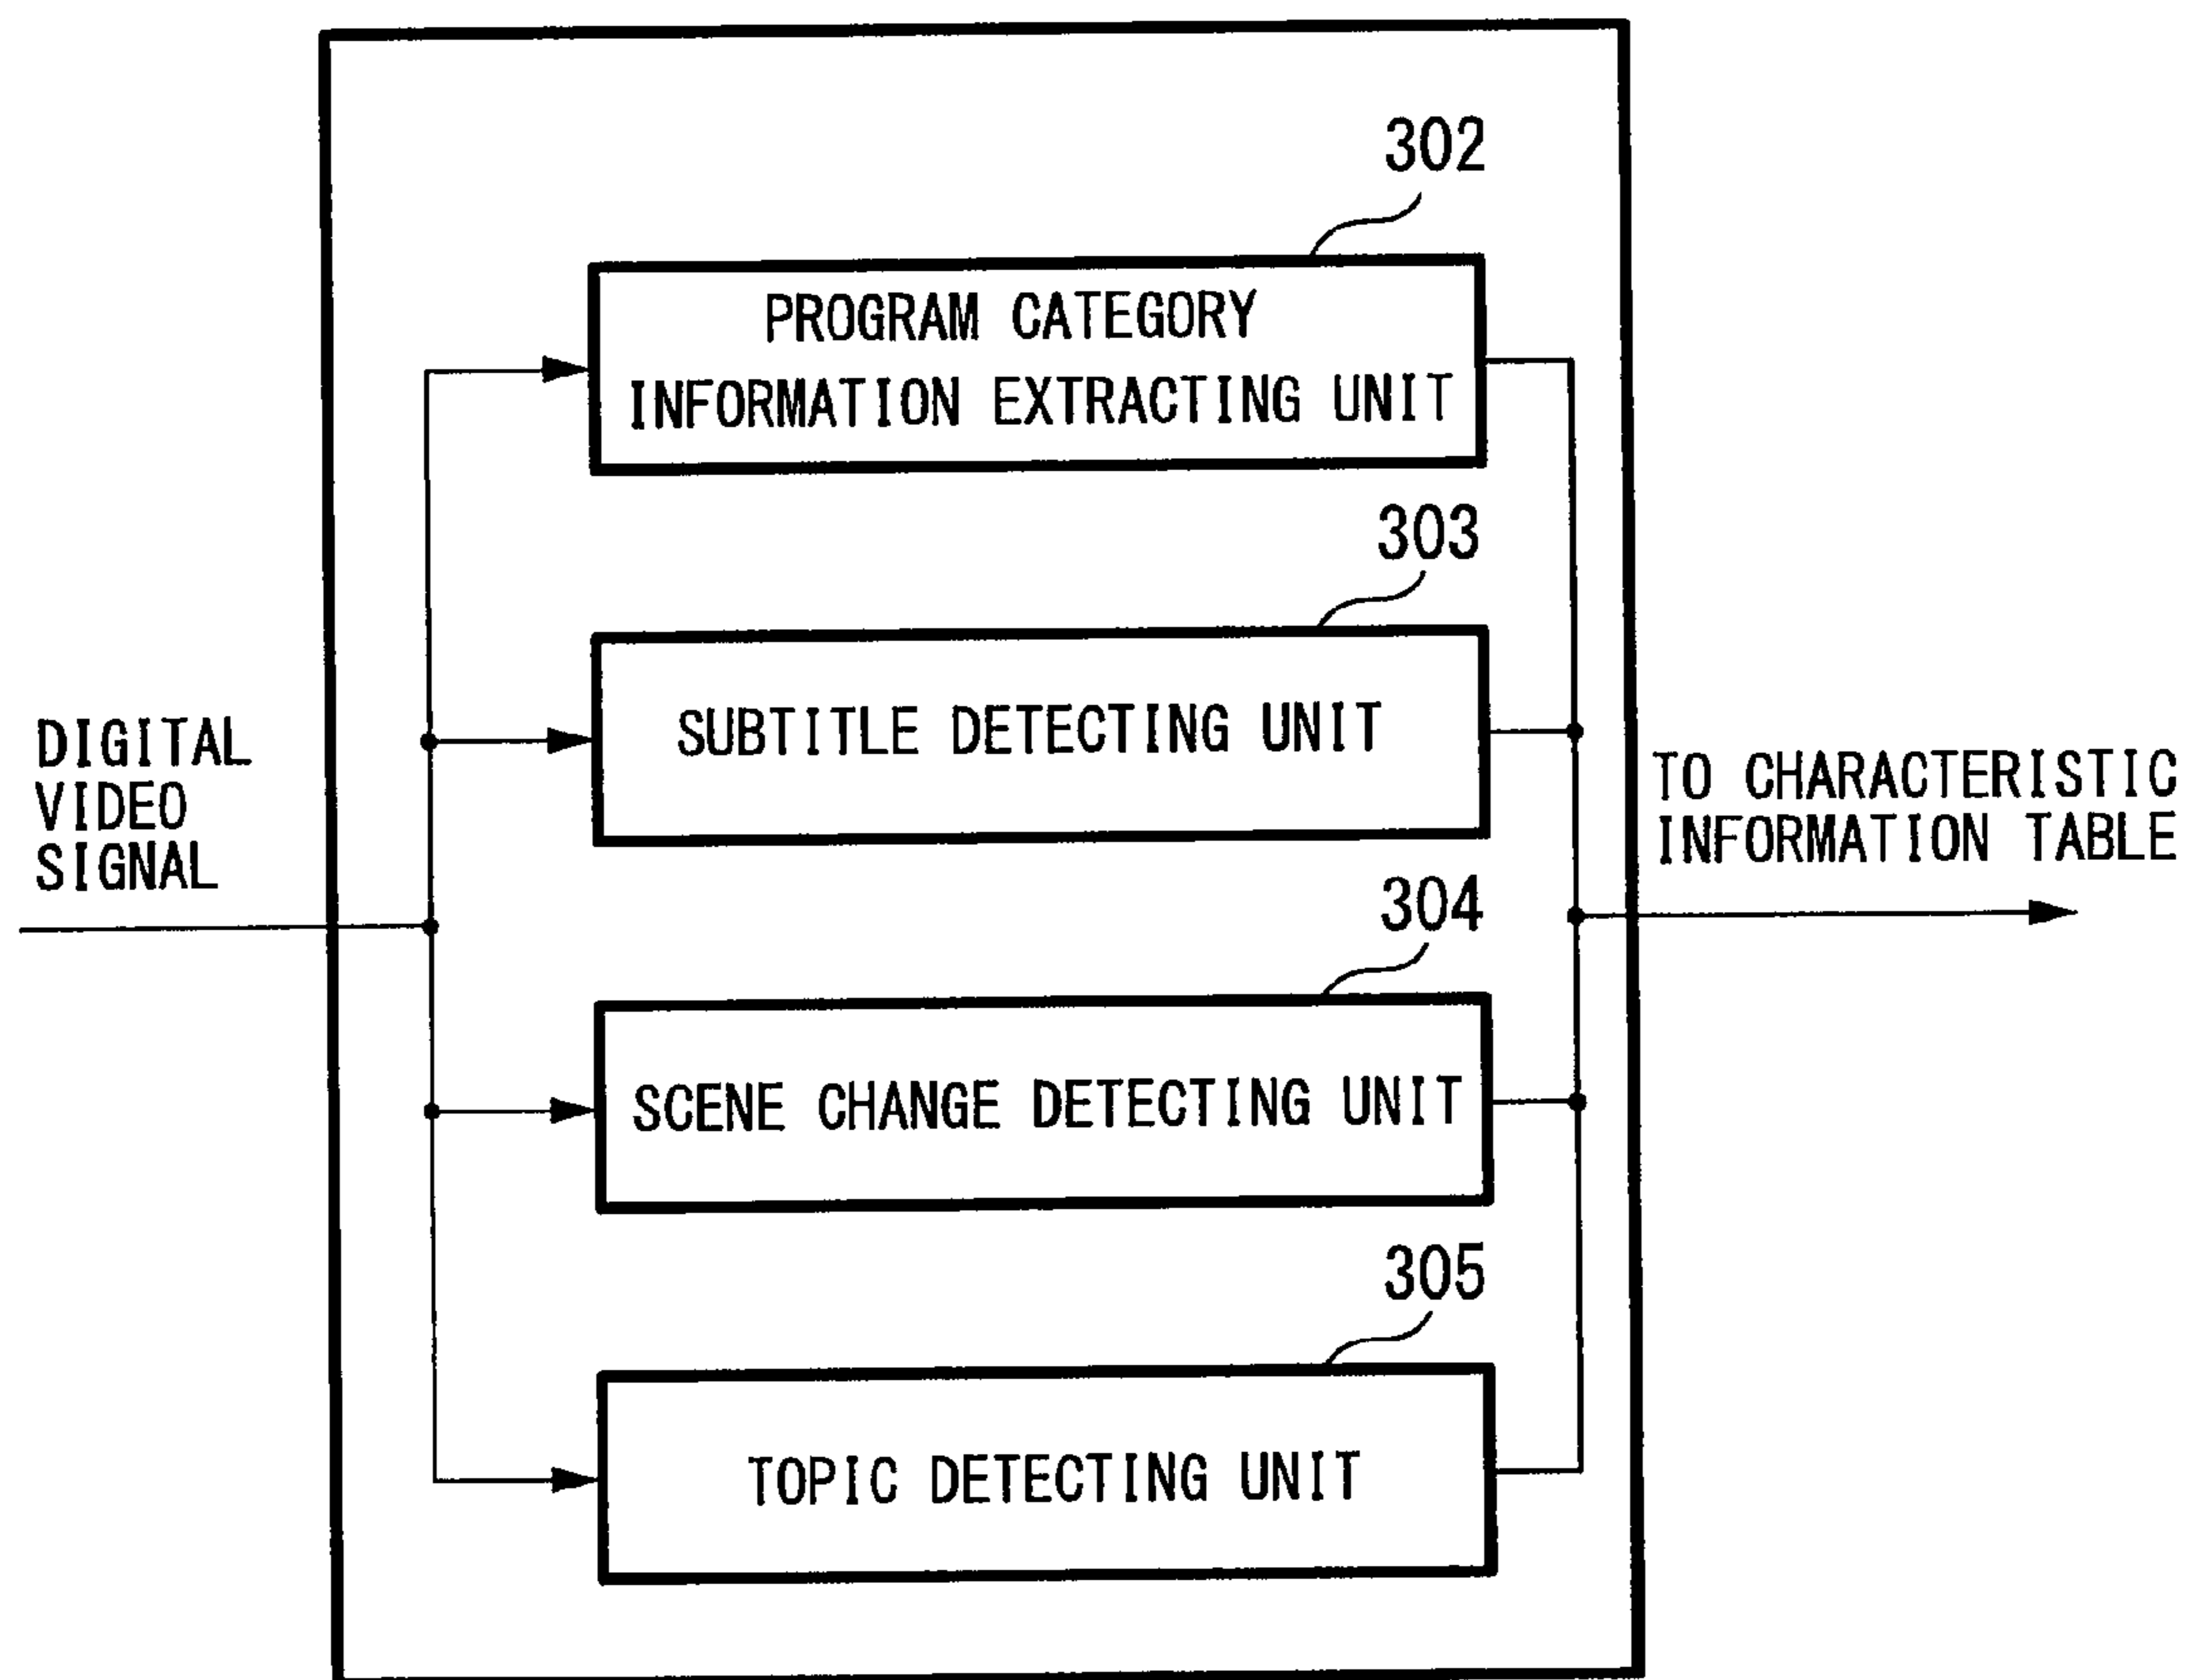 302
PROGRAM CATEGORY
INFORMATION EXTRACTING UNIT
303
SUBTITLE DETECTING UNIT
DIGITAL
VIDEO
SIGNAL
TO CHARACTERISTIC
INFORMATION TABLE
304
SCENE CHANGE DETECTING UNIT
305
TOPIC DETECTING UNIT